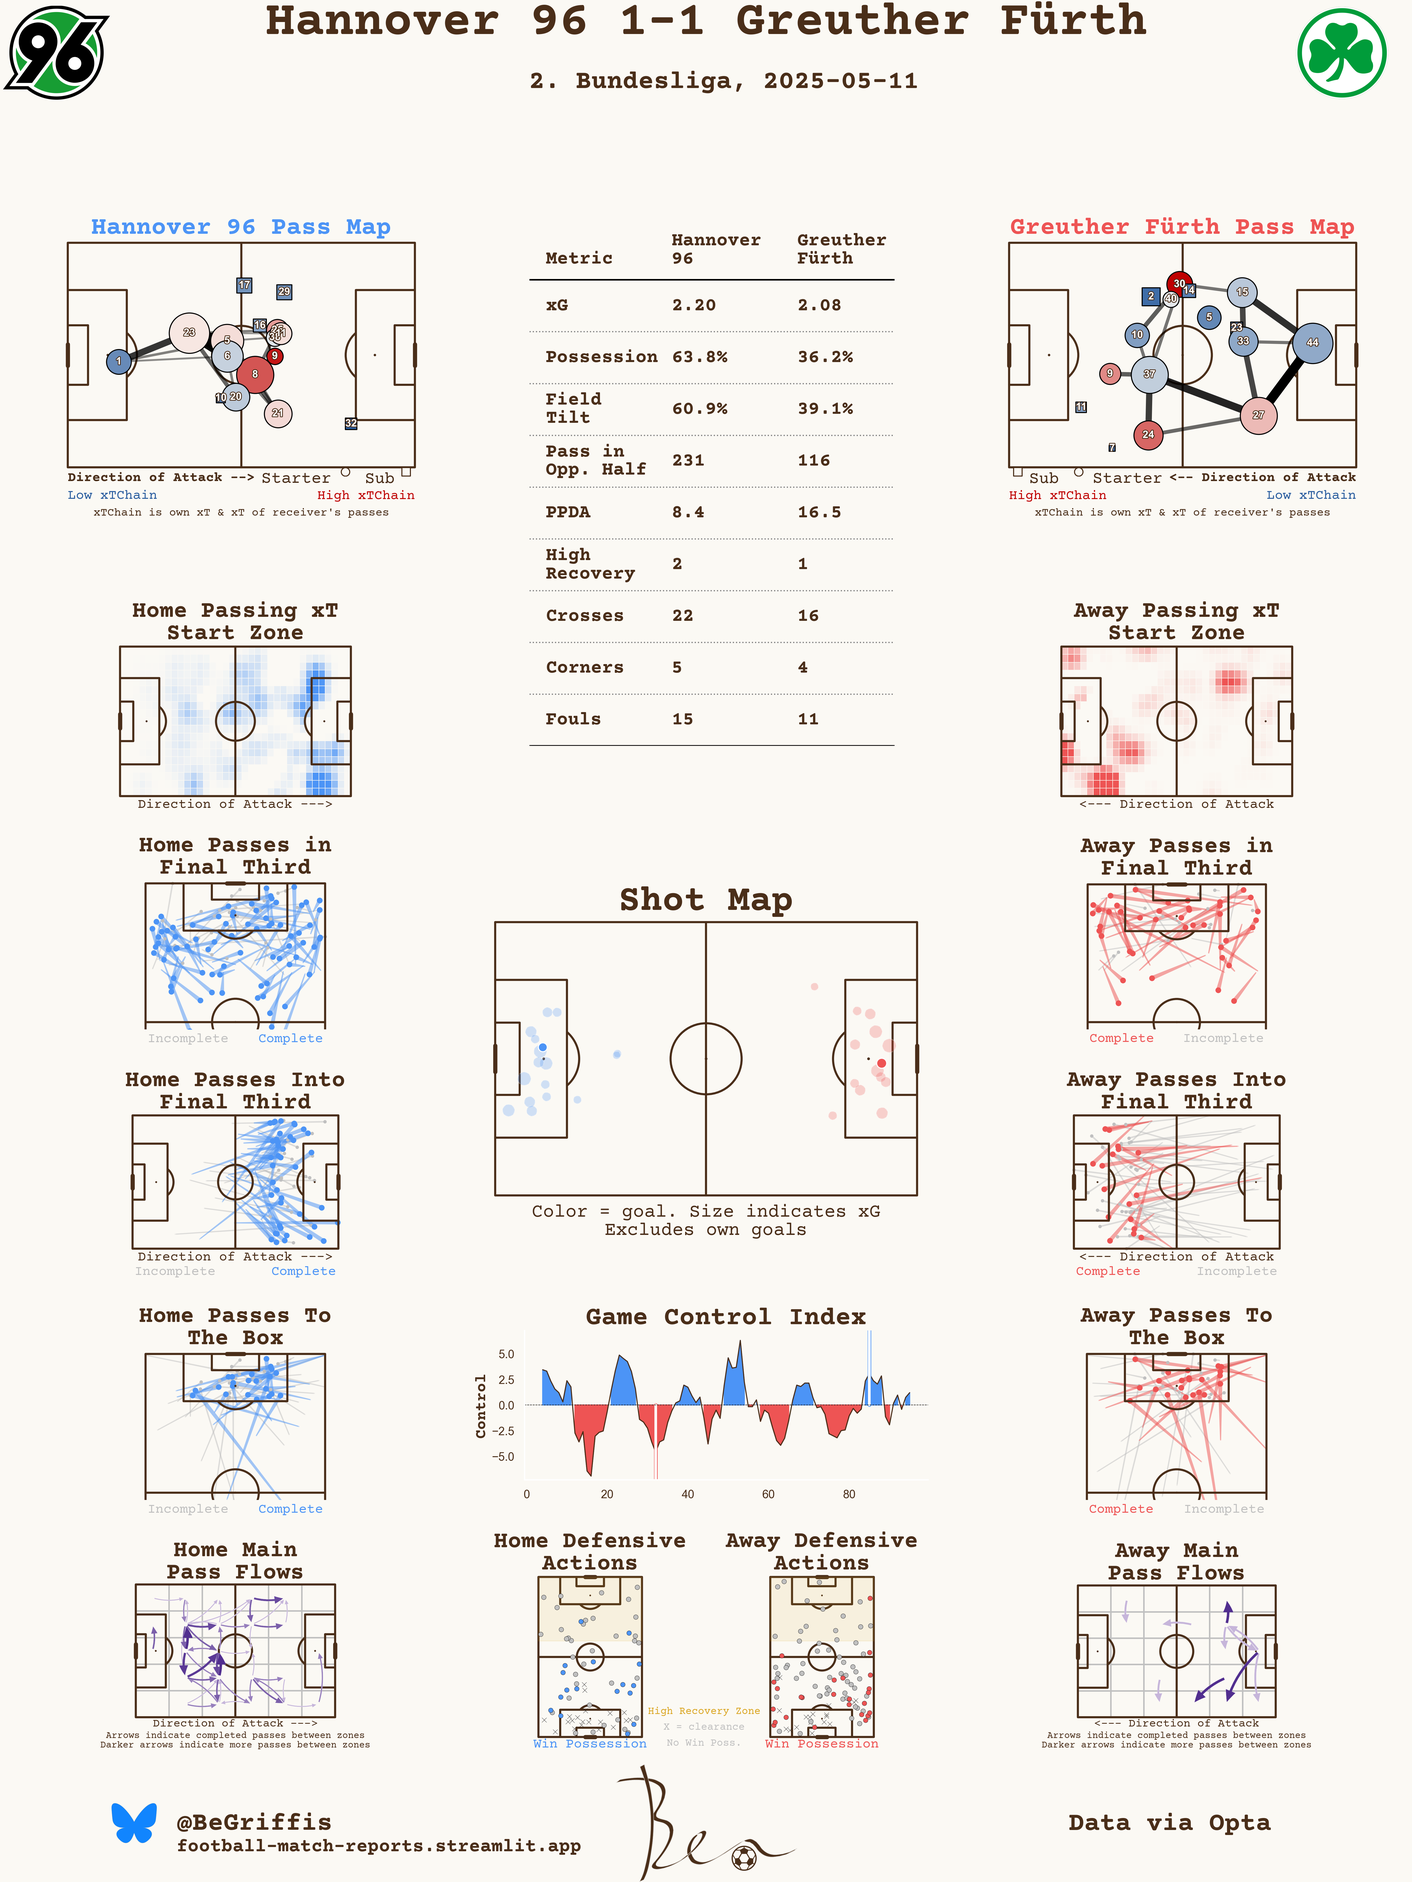 Hannover 96 1-1 Greuther Fürth
2. Bundesliga, 2025-05-11
96
Hannover 96 Pass Map
17
29
16
23
5
6
1
9
8
10
20
21
32
Direction of Attack --> Starter Sub
Low xTChain High xTChain
xTChain is own xT & xT of receiver's passes
Metric Hannover 96 Greuther Fürth
xG 2.20 2.08
Possession 63.8% 36.2%
Field Tilt 60.9% 39.1%
Pass in Opp. Half 231 116
PPDA 8.4 16.5
High Recovery 2 1
Crosses 22 16
Corners 5 4
Fouls 15 11
Greuther Fürth Pass Map
30
2
14
40
15
5
23
10
33
44
9
37
11
27
24
7
Sub Starter <-- Direction of Attack
High xTChain Low xTChain
xTChain is own xT & xT of receiver's passes
Home Passing xT
Start Zone
Direction of Attack --->
Away Passing xT
Start Zone
<--- Direction of Attack
Home Passes in
Final Third
Incomplete Complete
Away Passes in
Final Third
Complete Incomplete
Shot Map
Color = goal. Size indicates xG
Excludes own goals
Home Passes Into
Final Third
Direction of Attack --->
Incomplete Complete
Away Passes Into
Final Third
<--- Direction of Attack
Complete Incomplete
Home Passes To
The Box
Incomplete Complete
Game Control Index
Control
5.0
2.5
0.0
−2.5
−5.0
0 20 40 60 80
Away Passes To
The Box
Complete Incomplete
Home Main
Pass Flows
Direction of Attack --->
Arrows indicate completed passes between zones
Darker arrows indicate more passes between zones
Home Defensive
Actions
Win Possession
High Recovery Zone
X = clearance
No Win Poss.
Away Defensive
Actions
Win Possession
Away Main
Pass Flows
<--- Direction of Attack
Arrows indicate completed passes between zones
Darker arrows indicate more passes between zones
@BeGriffis
football-match-reports.streamlit.app
Ben
Data via Opta